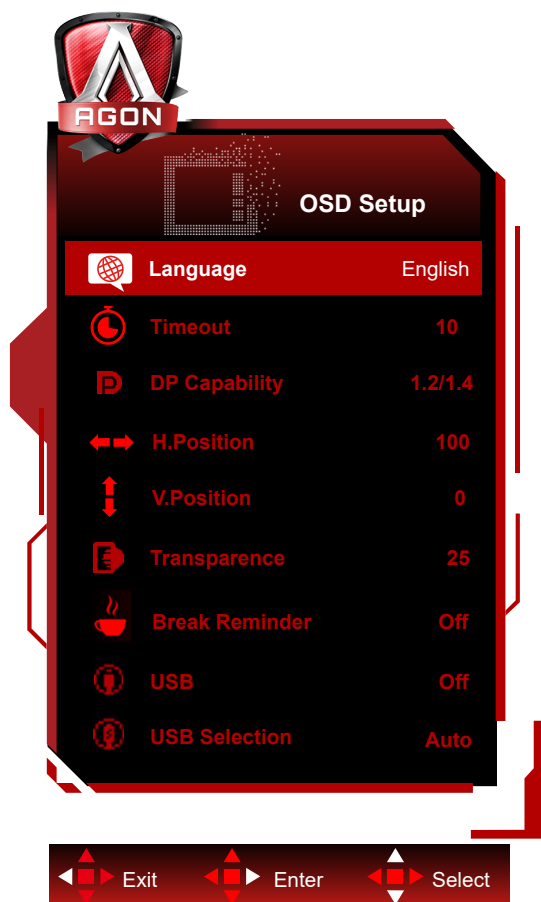 AGON
OSD Setup
Language English
Timeout 10
DP Capability 1.2/1.4
H.Position 100
V.Position 0
Transparence 25
Break Reminder Off
USB Off
USB Selection Auto
Exit Enter Select